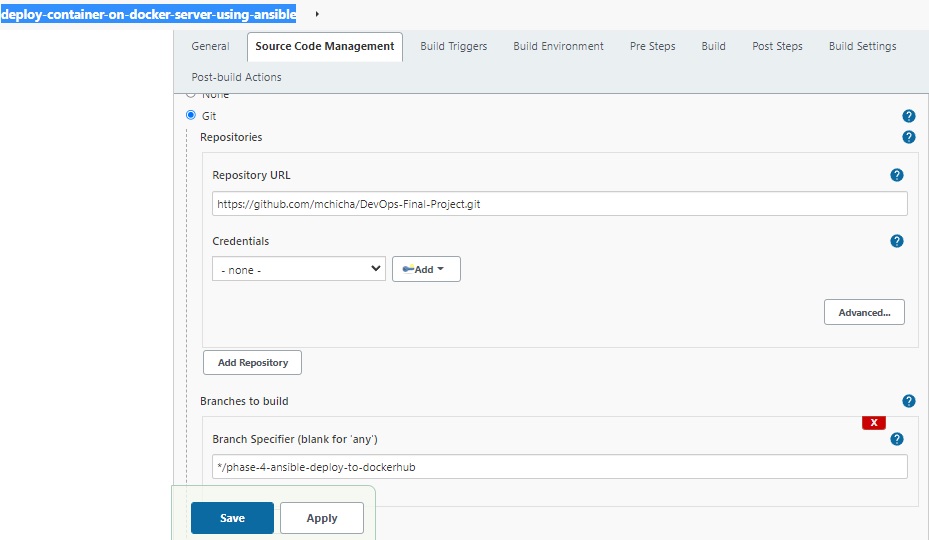 deploy-container-on-docker-server-using-ansible
General Source Code Management Build Triggers Build Environment Pre Steps Build Post Steps Build Settings
Post-build Actions
None
Git
Repositories
Repository URL
https://github.com/mchicha/DevOps-Final-Project.git
Credentials
- none - Add
Advanced...
Add Repository
Branches to build
X
Branch Specifier (blank for 'any')
*/phase-4-ansible-deploy-to-dockerhub
Save Apply